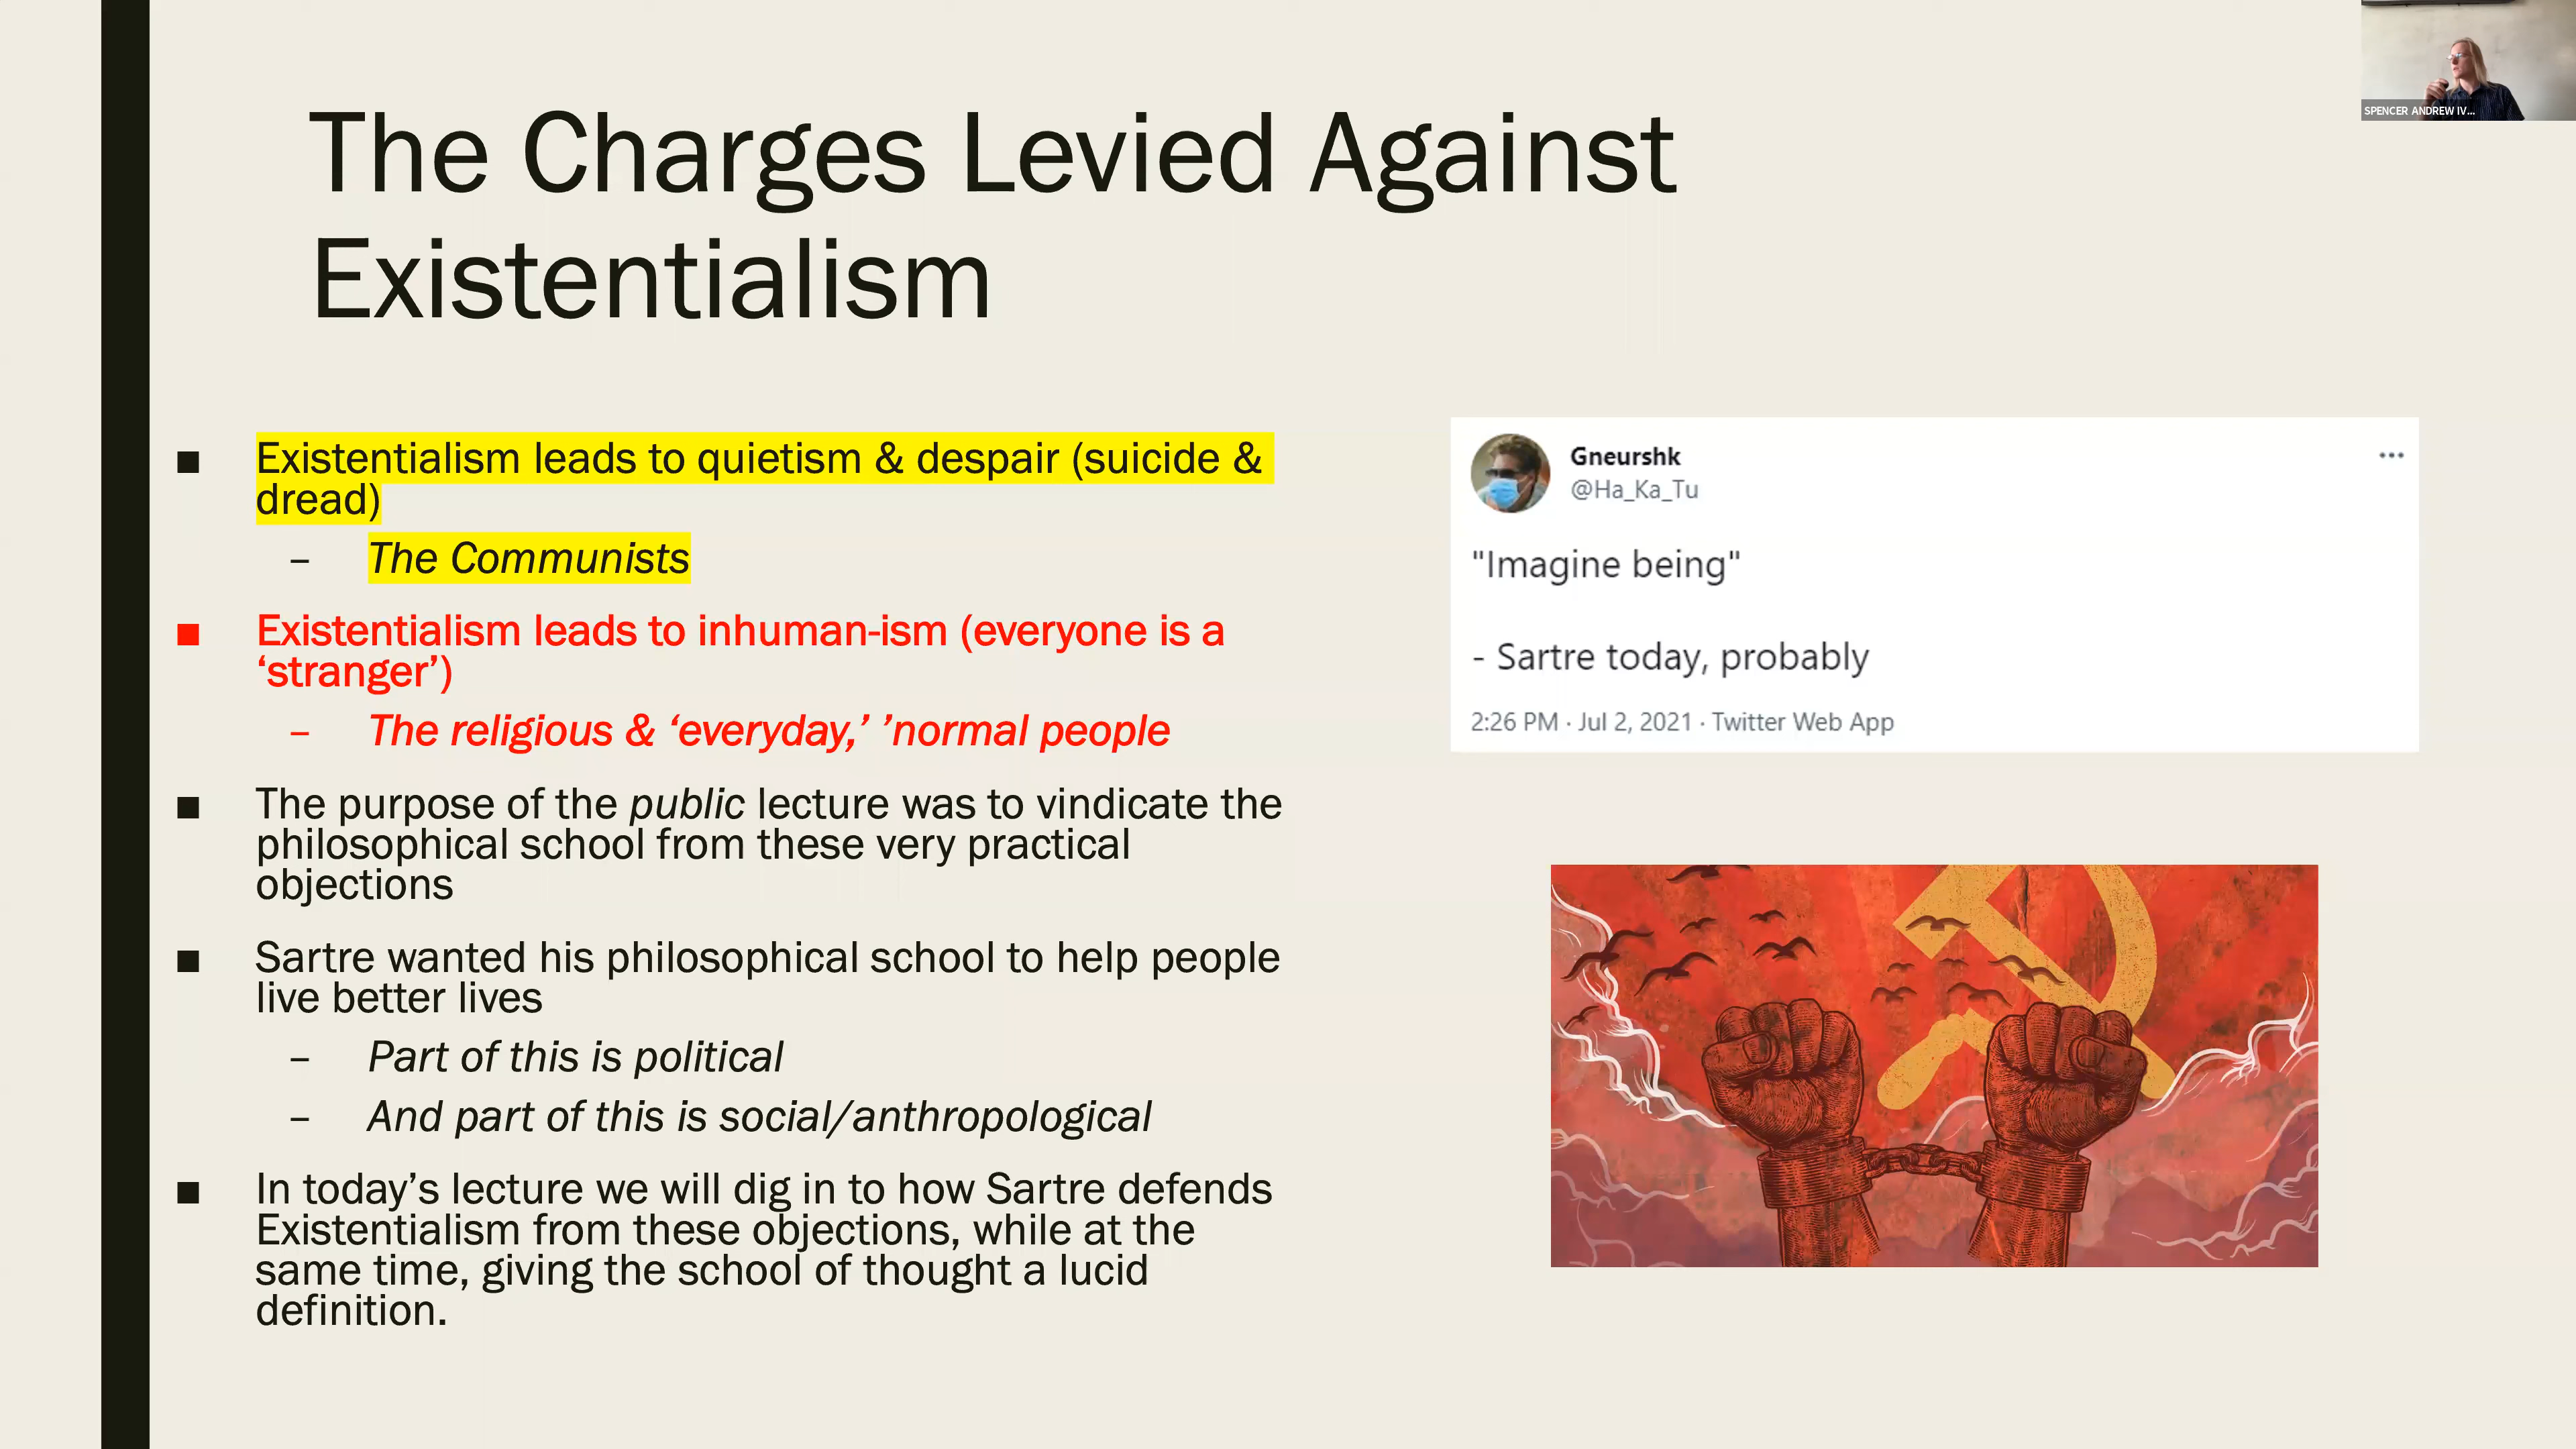 SPENCER ANDREW IV...
The Charges Levied Against
Existentialism
■ Existentialism leads to quietism & despair (suicide &
dread)
– The Communists
■ Existentialism leads to inhuman-ism (everyone is a
‘stranger’)
– The religious & ‘everyday,’ ’normal people
■ The purpose of the public lecture was to vindicate the
philosophical school from these very practical
objections
■ Sartre wanted his philosophical school to help people
live better lives
– Part of this is political
– And part of this is social/anthropological
■ In today’s lecture we will dig in to how Sartre defends
Existentialism from these objections, while at the
same time, giving the school of thought a lucid
definition.
Gneurshk
@Ha_Ka_Tu
"Imagine being"
- Sartre today, probably
2:26 PM · Jul 2, 2021 · Twitter Web App